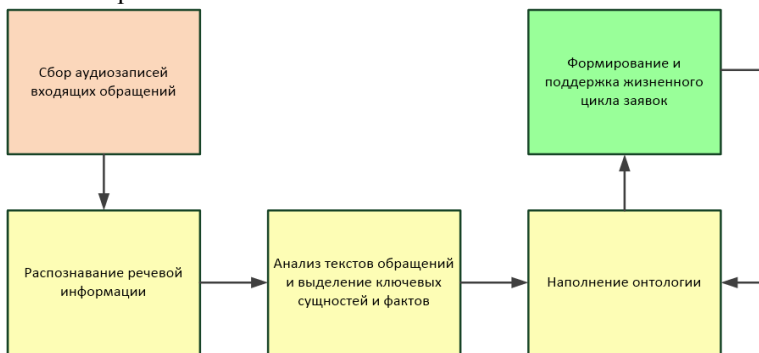 Сбор аудиозаписей
входящих обращений
Формирование и
поддержка жизненного
цикла заявок
Распознавание речевой
информации
Анализ текстов обращений
и выделение ключевых
сущностей и фактов
Наполнение онтологии